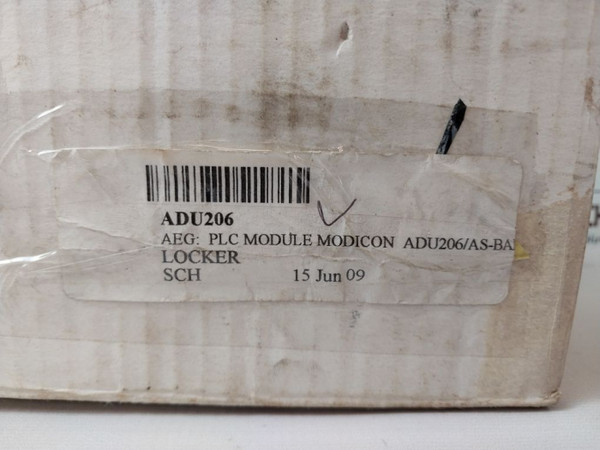 ADU206
AEG: PLC MODULE MODICON ADU206/AS-BA
LOCKER
SCH 15 Jun 09